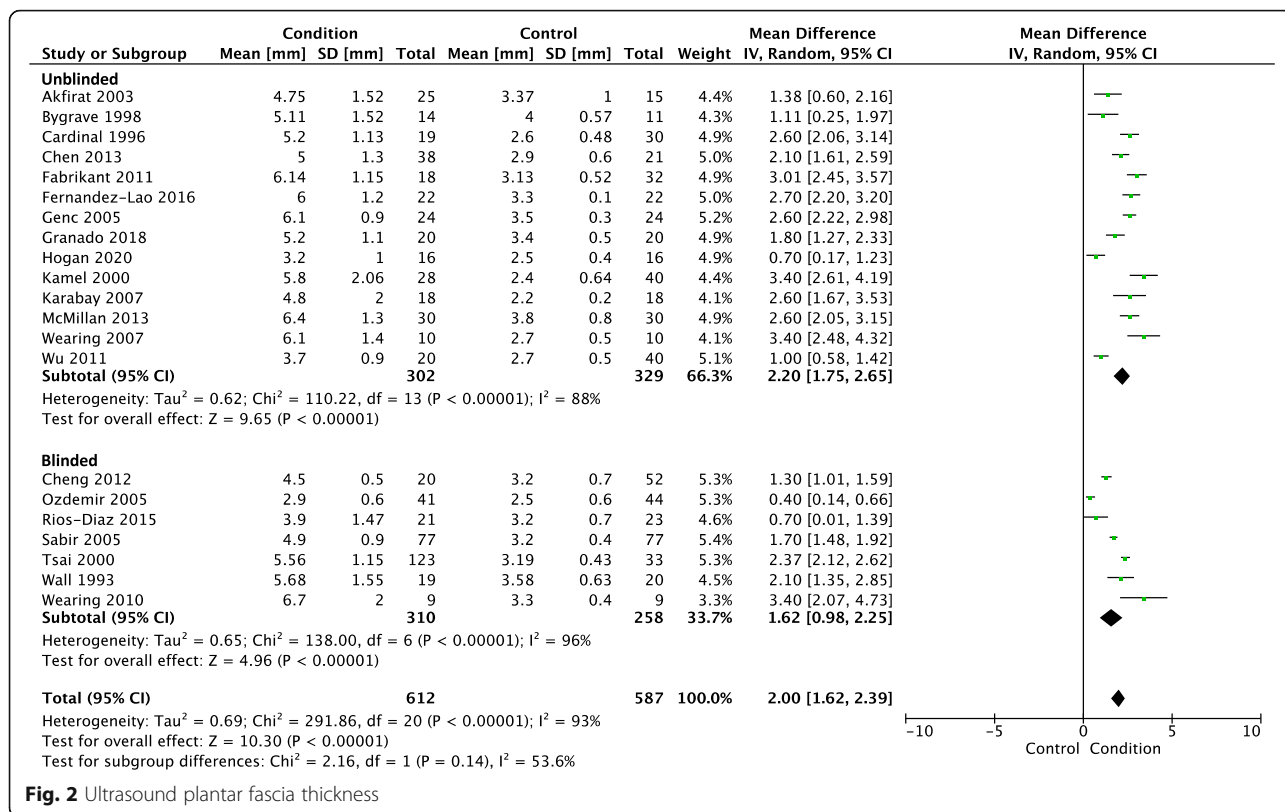 Condition Control Mean Difference Mean Difference
Study or Subgroup Mean [mm] SD [mm] Total Mean [mm] SD [mm] Total Weight IV, Random, 95% CI IV, Random, 95% CI
Unblinded
Akfirat 2003 4.75 1.52 25 3.37 1 15 4.4% 1.38 [0.60, 2.16]
Bygrave 1998 5.11 1.52 14 4 0.57 11 4.3% 1.11 [0.25, 1.97]
Cardinal 1996 5.2 1.13 19 2.6 0.48 30 4.9% 2.60 [2.06, 3.14]
Chen 2013 5 1.3 38 2.9 0.6 21 5.0% 2.10 [1.61, 2.59]
Fabrikant 2011 6.14 1.15 18 3.13 0.52 32 4.9% 3.01 [2.45, 3.57]
Fernandez-Lao 2016 6 1.2 22 3.3 0.1 22 5.0% 2.70 [2.20, 3.20]
Genc 2005 6.1 0.9 24 3.5 0.3 24 5.2% 2.60 [2.22, 2.98]
Granado 2018 5.2 1.1 20 3.4 0.5 20 4.9% 1.80 [1.27, 2.33]
Hogan 2020 3.2 1 16 2.5 0.4 16 4.9% 0.70 [0.17, 1.23]
Kamel 2000 5.8 2.06 28 2.4 0.64 40 4.4% 3.40 [2.61, 4.19]
Karabay 2007 4.8 2 18 2.2 0.2 18 4.1% 2.60 [1.67, 3.53]
McMillan 2013 6.4 1.3 30 3.8 0.8 30 4.9% 2.60 [2.05, 3.15]
Wearing 2007 6.1 1.4 10 2.7 0.5 10 4.1% 3.40 [2.48, 4.32]
Wu 2011 3.7 0.9 20 2.7 0.5 40 5.1% 1.00 [0.58, 1.42]
Subtotal (95% CI) 302 329 66.3% 2.20 [1.75, 2.65]
Heterogeneity: Tau² = 0.62; Chi² = 110.22, df = 13 (P < 0.00001); I² = 88%
Test for overall effect: Z = 9.65 (P < 0.00001)
Blinded
Cheng 2012 4.5 0.5 20 3.2 0.7 52 5.3% 1.30 [1.01, 1.59]
Ozdemir 2005 2.9 0.6 41 2.5 0.6 44 5.3% 0.40 [0.14, 0.66]
Rios-Diaz 2015 3.9 1.47 21 3.2 0.7 23 4.6% 0.70 [0.01, 1.39]
Sabir 2005 4.9 0.9 77 3.2 0.4 77 5.4% 1.70 [1.48, 1.92]
Tsai 2000 5.56 1.15 123 3.19 0.43 33 5.3% 2.37 [2.12, 2.62]
Wall 1993 5.68 1.55 19 3.58 0.63 20 4.5% 2.10 [1.35, 2.85]
Wearing 2010 6.7 2 9 3.3 0.4 9 3.3% 3.40 [2.07, 4.73]
Subtotal (95% CI) 310 258 33.7% 1.62 [0.98, 2.25]
Heterogeneity: Tau² = 0.65; Chi² = 138.00, df = 6 (P < 0.00001); I² = 96%
Test for overall effect: Z = 4.96 (P < 0.00001)
Total (95% CI) 612 587 100.0% 2.00 [1.62, 2.39]
Heterogeneity: Tau² = 0.69; Chi² = 291.86, df = 20 (P < 0.00001); I² = 93%
Test for overall effect: Z = 10.30 (P < 0.00001)
Test for subgroup differences: Chi² = 2.16, df = 1 (P = 0.14), I² = 53.6%
-10 -5 0 5 10
Control Condition
Fig. 2 Ultrasound plantar fascia thickness